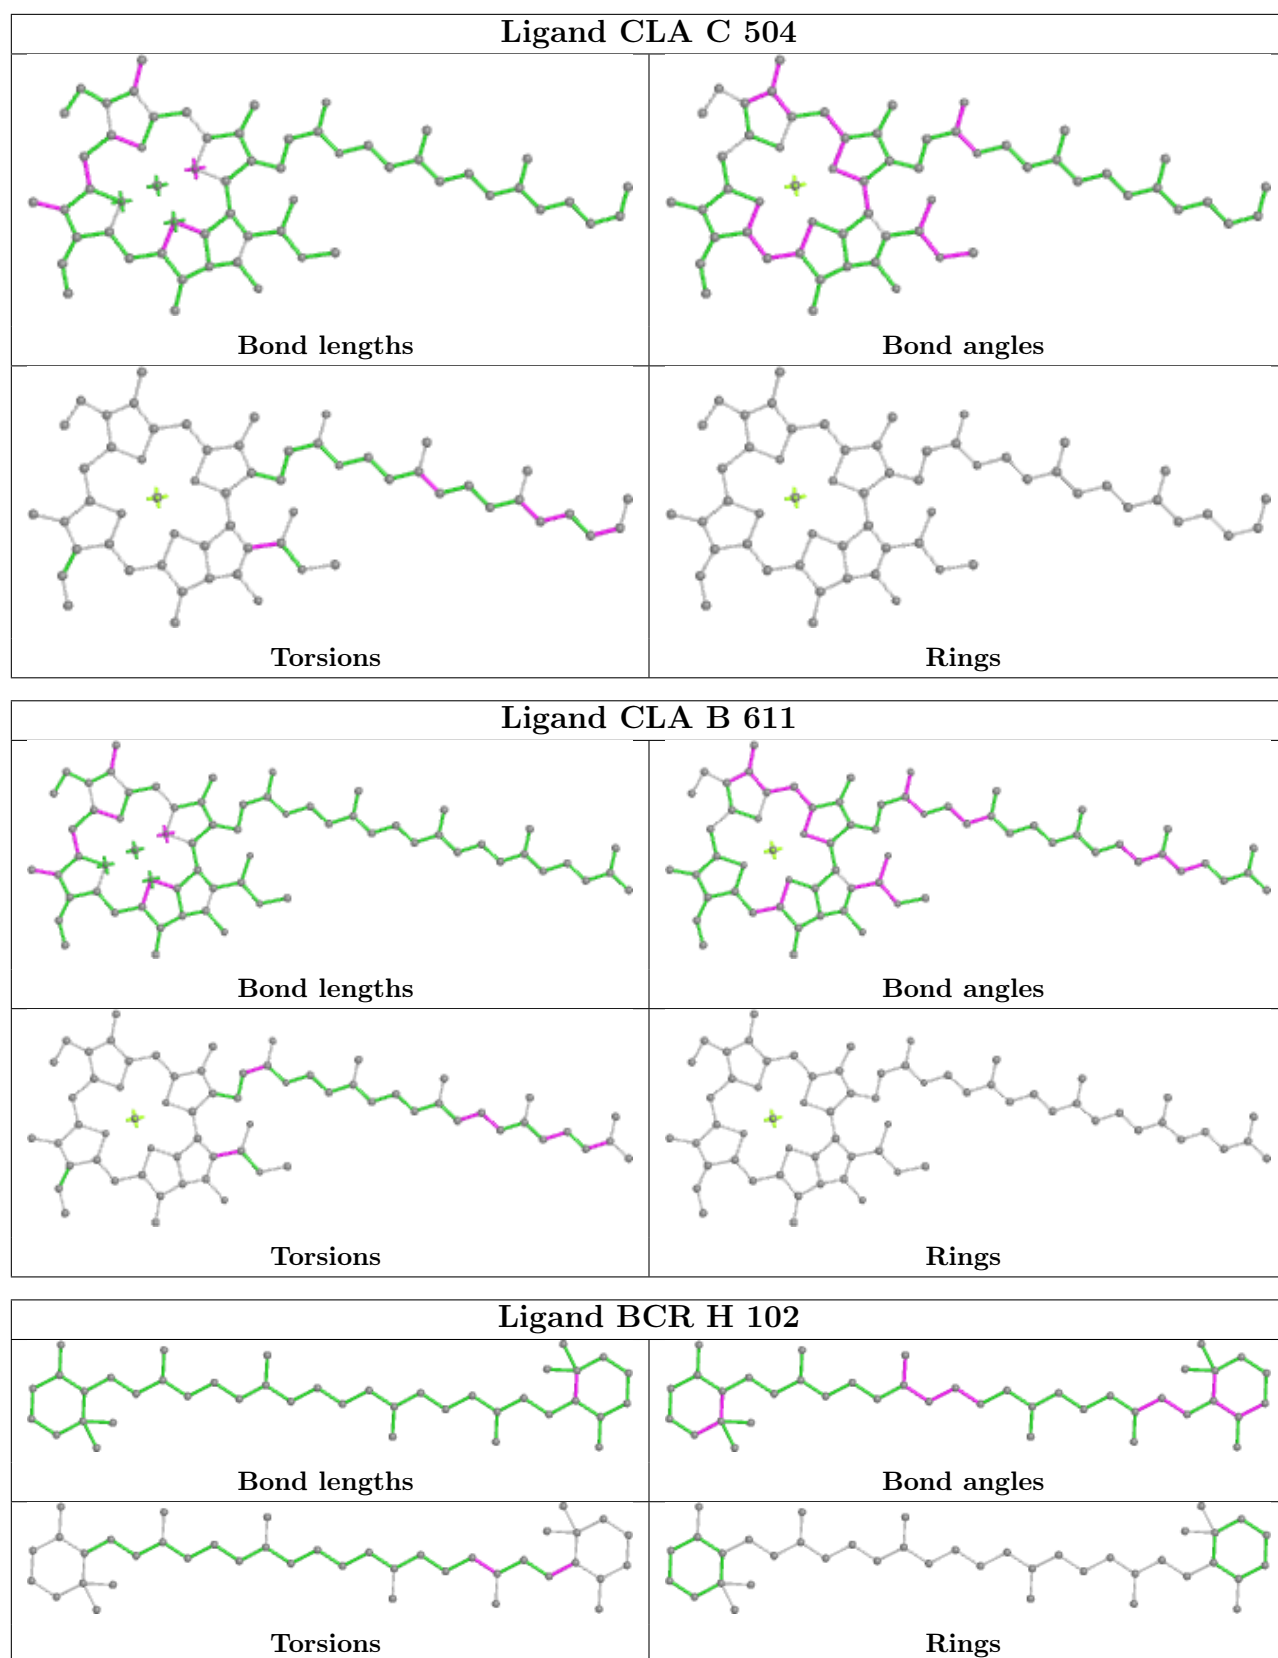 Ligand CLA C 504
Bond lengths
Bond angles
Torsions
Rings
Ligand CLA B 611
Bond lengths
Bond angles
Torsions
Rings
Ligand BCR H 102
Bond lengths
Bond angles
Torsions
Rings